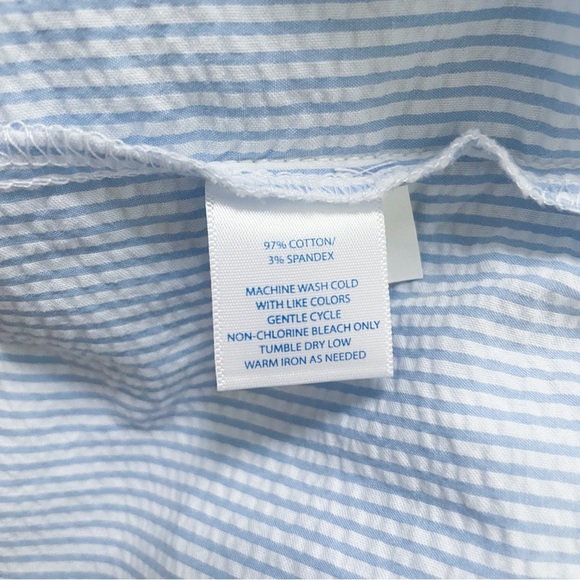 97% COTTON/
3% SPANDEX
MACHINE WASH COLD
WITH LIKE COLORS
GENTLE CYCLE
NON-CHLORINE BLEACH ONLY
TUMBLE DRY LOW
WARM IRON AS NEEDED